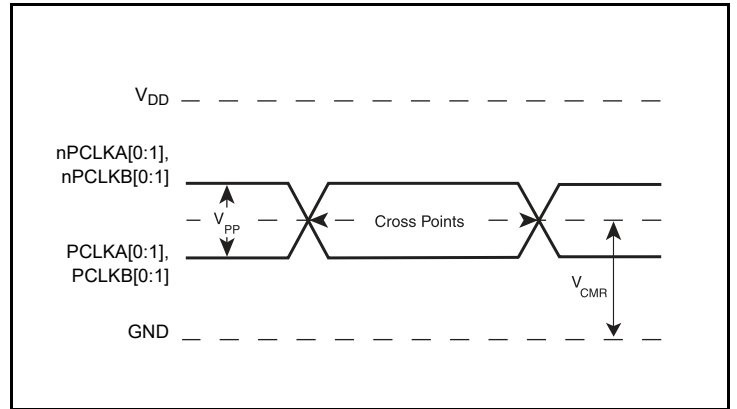 VDD
nPCLKA[0:1],
nPCLKB[0:1]
VPP
Cross Points
PCLKA[0:1],
PCLKB[0:1]
VCMR
GND